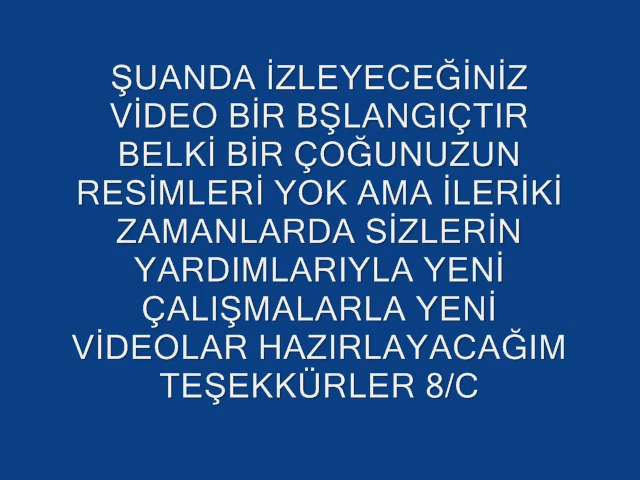 ŞUANDA İZLEYECEĞİNİZ
VİDEO BİR BŞLANGIÇTIR
BELKİ BİR ÇOĞUNUZUN
RESİMLERİ YOK AMA İLERİKİ
ZAMANLARDA SİZLERİN
YARDIMLARIYLA YENİ
ÇALIŞMALARLA YENİ
VİDEOLAR HAZIRLAYACAĞIM
TEŞEKKÜRLER 8/C